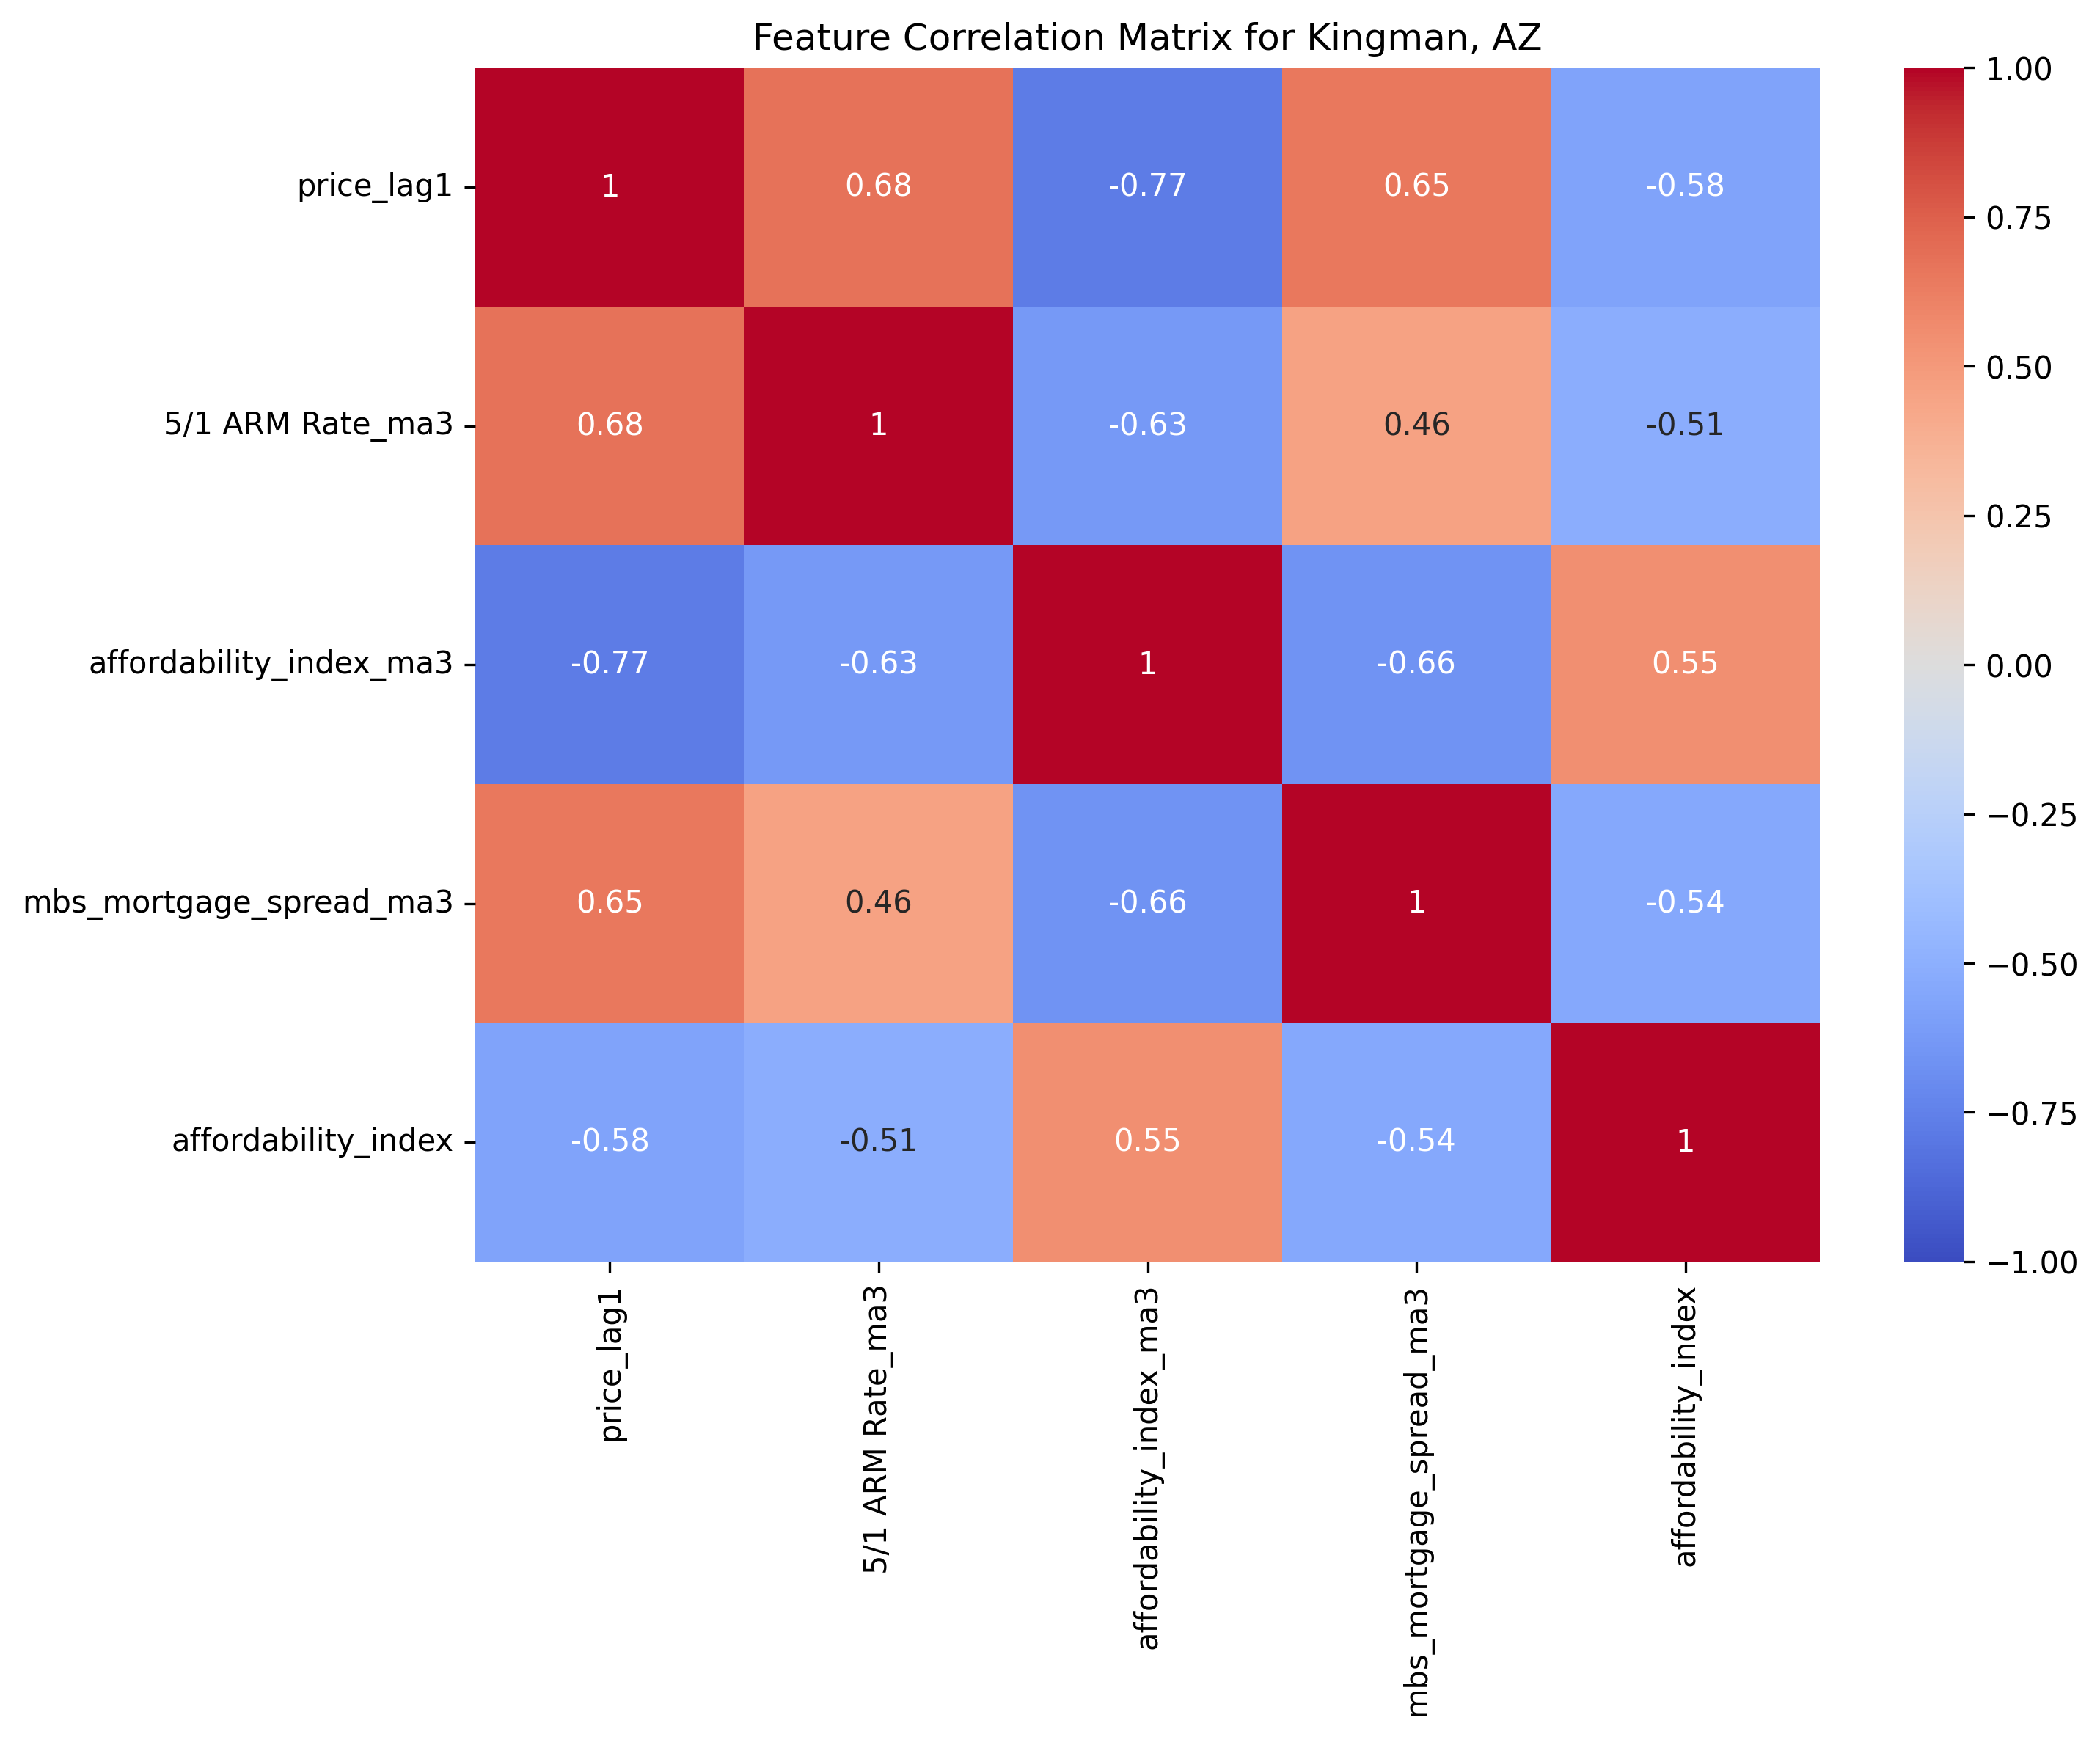 Feature Correlation Matrix for Kingman, AZ
price_lag1 1 0.68 -0.77 0.65 -0.58
5/1 ARM Rate_ma3 0.68 1 -0.63 0.46 -0.51
affordability_index_ma3 -0.77 -0.63 1 -0.66 0.55
mbs_mortgage_spread_ma3 0.65 0.46 -0.66 1 -0.54
affordability_index -0.58 -0.51 0.55 -0.54 1
price_lag1
5/1 ARM Rate_ma3
affordability_index_ma3
mbs_mortgage_spread_ma3
affordability_index
1.00
0.75
0.50
0.25
0.00
−0.25
−0.50
−0.75
−1.00